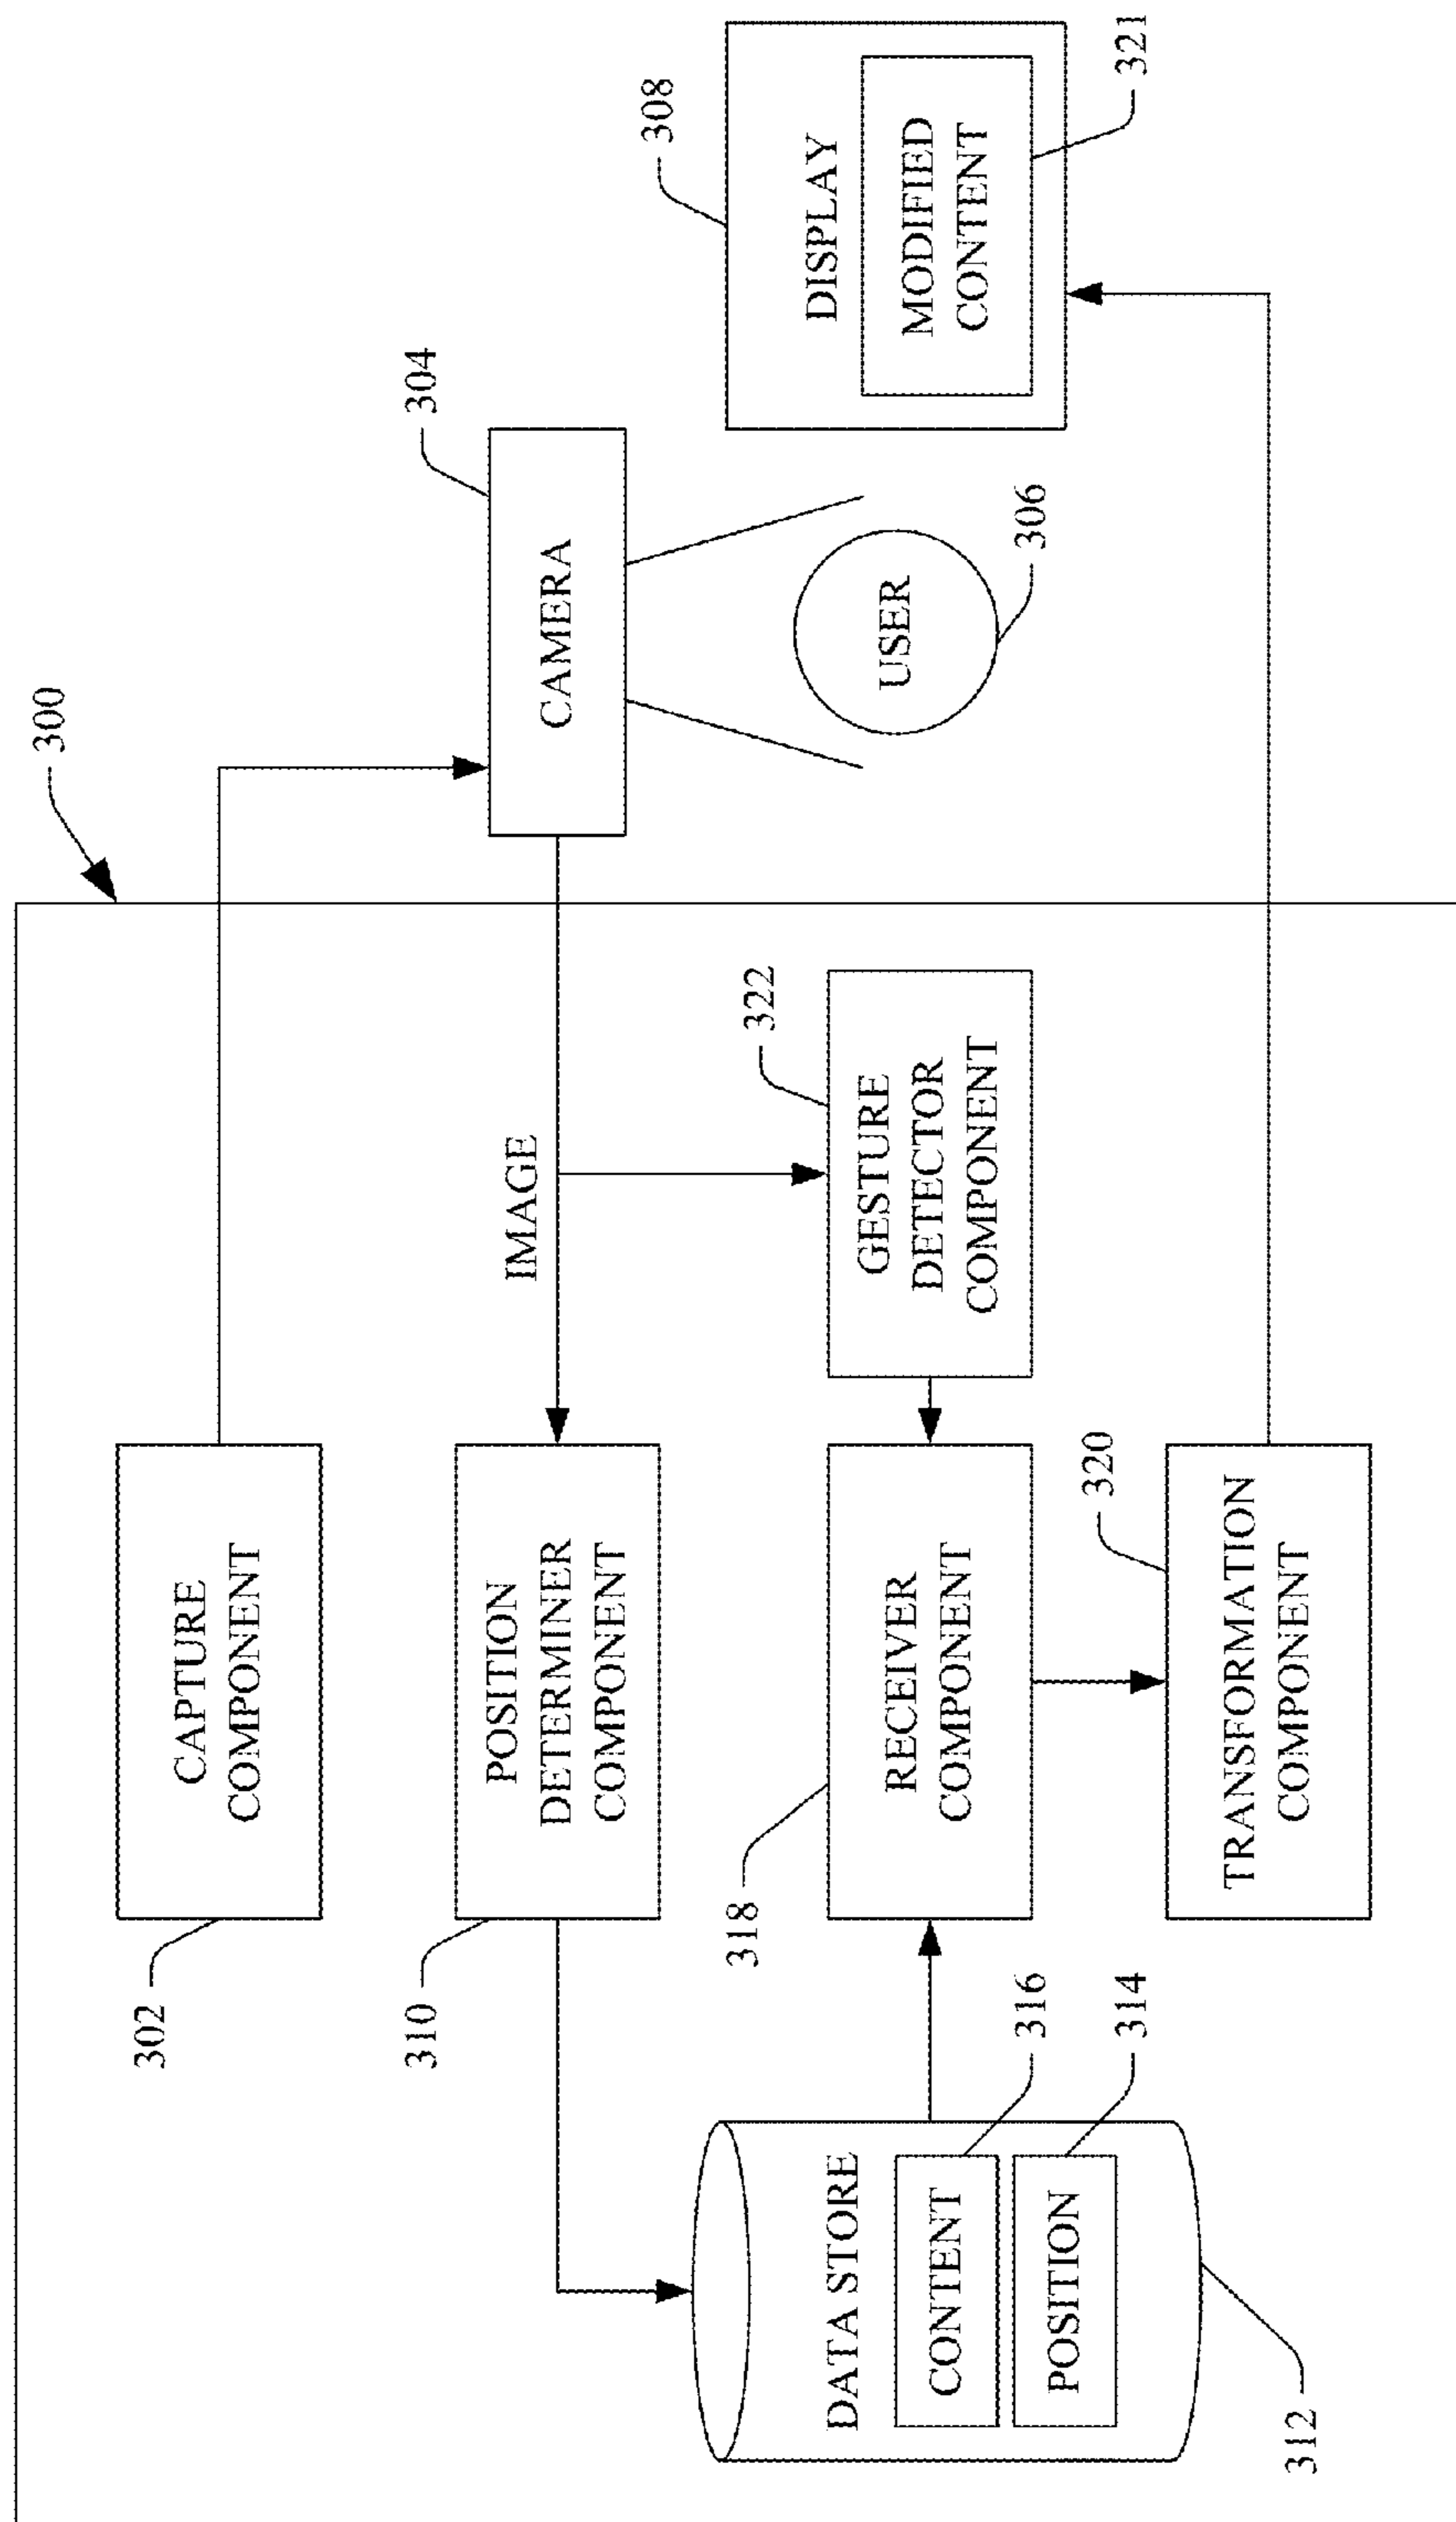 300
302
CAPTURE
COMPONENT
304
CAMERA
308
DISPLAY
MODIFIED
CONTENT
321
310
POSITION
DETERMINER
COMPONENT
IMAGE
USER
306
322
GESTURE
DETECTOR
COMPONENT
318
RECEIVER
COMPONENT
DATA STORE
CONTENT
316
POSITION
314
312
320
TRANSFORMATION
COMPONENT